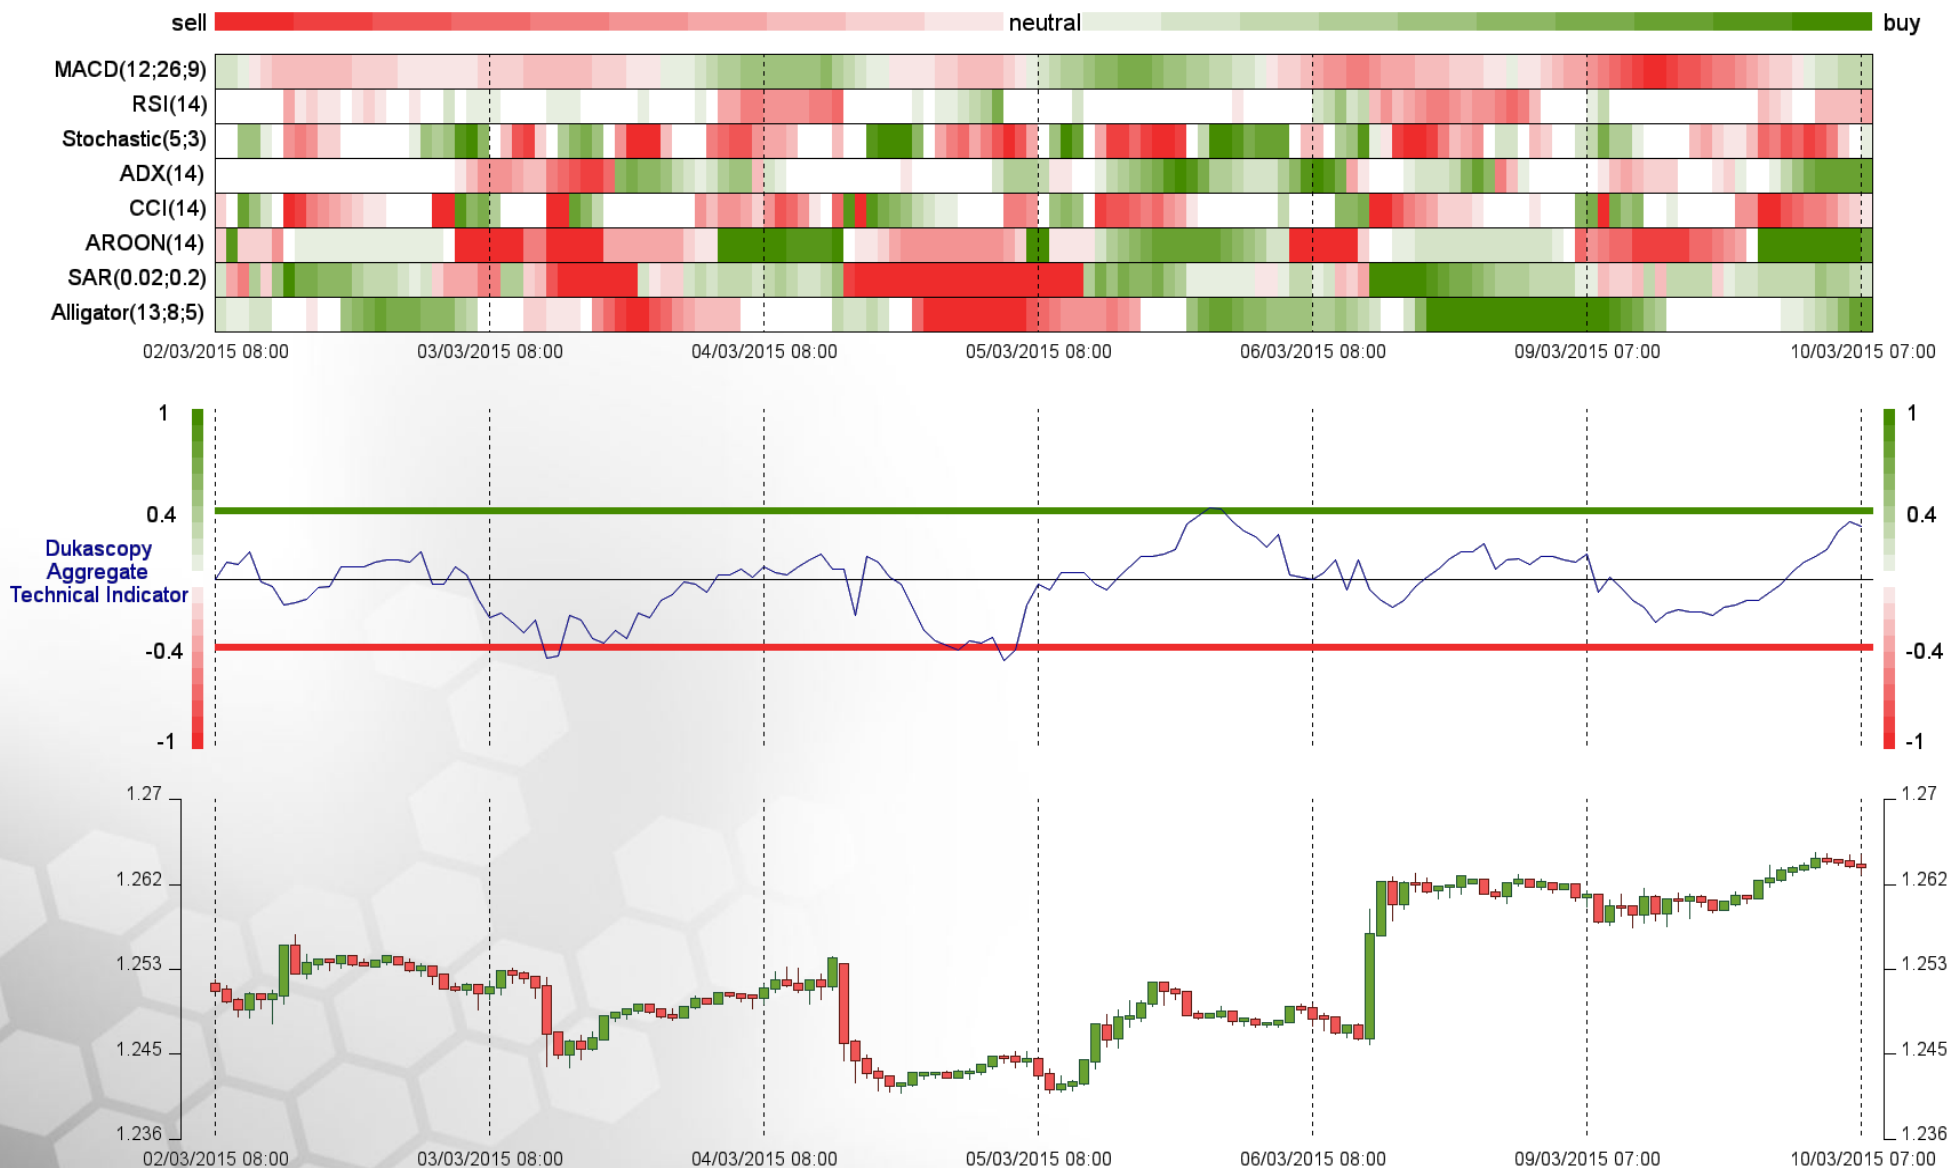 sell neutral buy
MACD(12;26;9)
RSI(14)
Stochastic(5;3)
ADX(14)
CCI(14)
AROON(14)
SAR(0.02;0.2)
Alligator(13;8;5)
02/03/2015 08:00 03/03/2015 08:00 04/03/2015 08:00 05/03/2015 08:00 06/03/2015 08:00 09/03/2015 07:00 10/03/2015 07:00
1 1
0.4 0.4
Dukascopy
Aggregate
Technical Indicator
-0.4 -0.4
-1 -1
1.27 1.27
1.262 1.262
1.253 1.253
1.245 1.245
1.236 1.236
02/03/2015 08:00 03/03/2015 08:00 04/03/2015 08:00 05/03/2015 08:00 06/03/2015 08:00 09/03/2015 07:00 10/03/2015 07:00